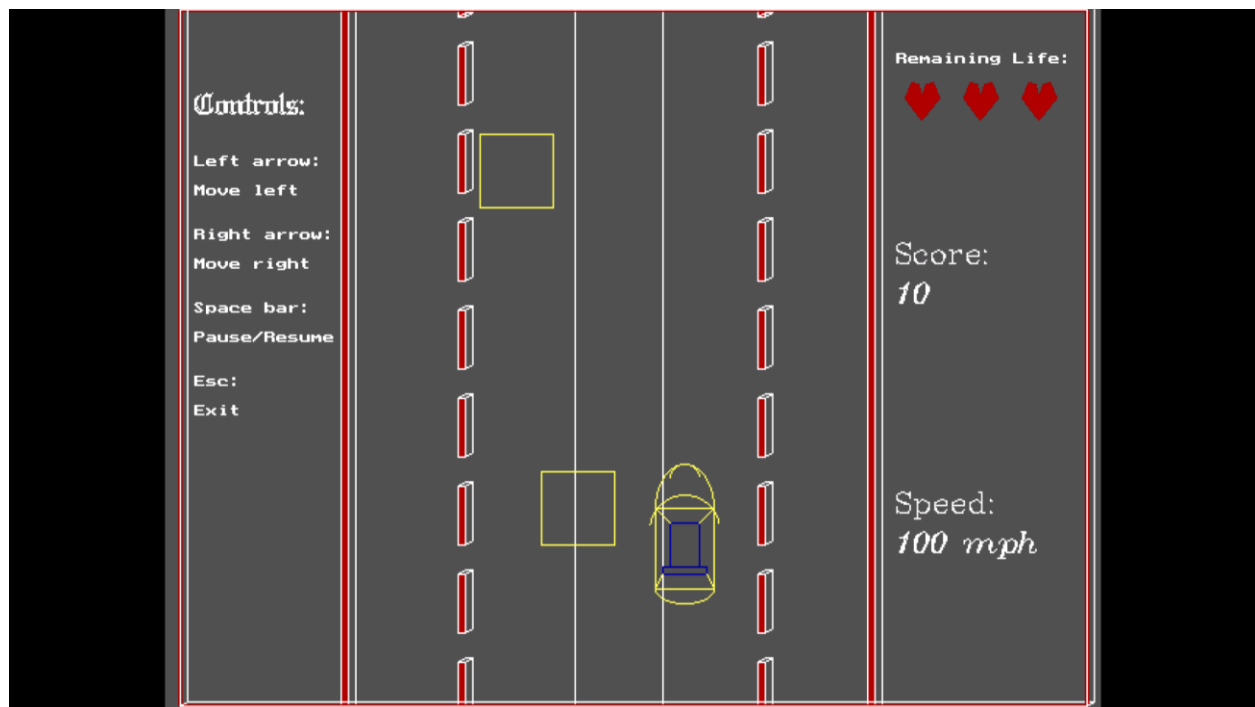 Controls:
Left arrow:
Move left
Right arrow:
Move right
Space bar:
Pause/Resume
Esc:
Exit
Remaining Life:
Score:
10
Speed:
100 mph